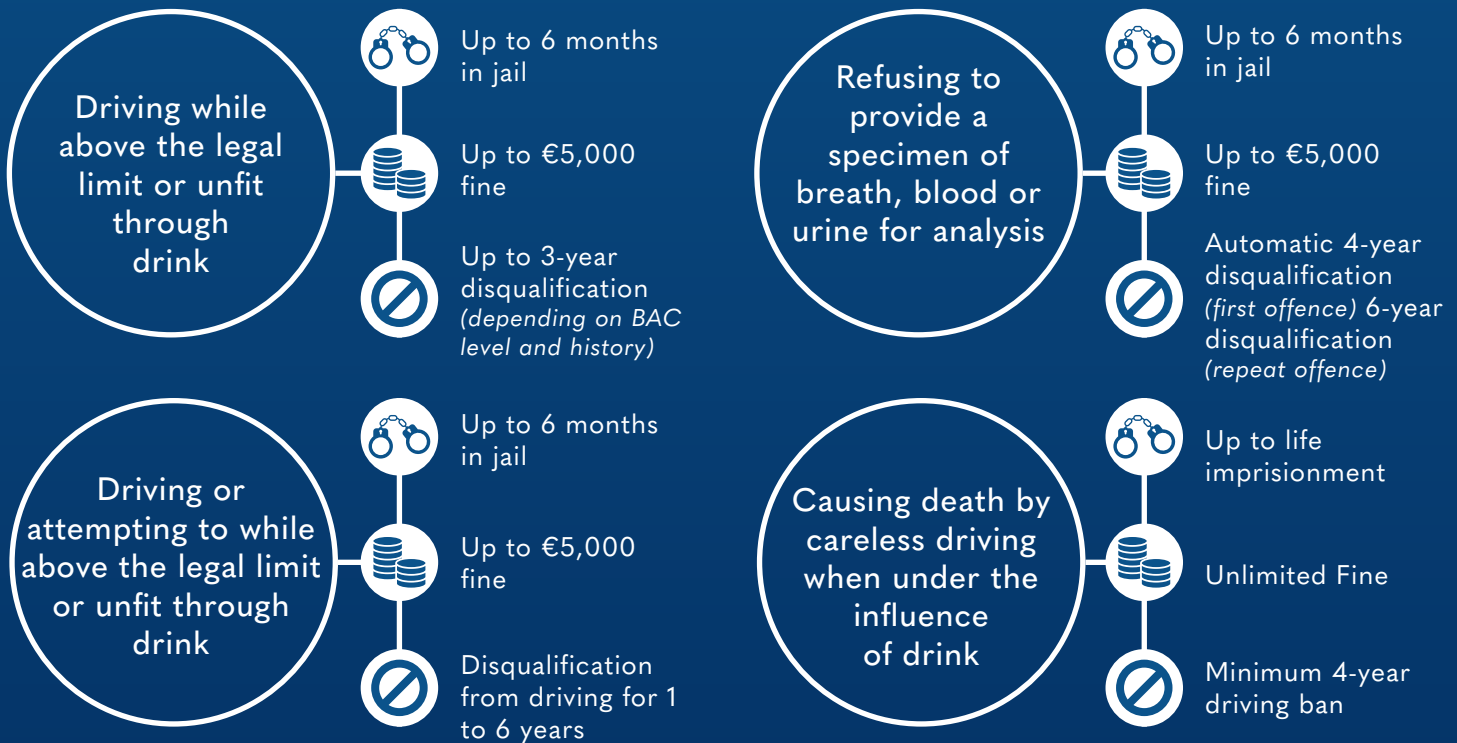 Driving while
above the legal
limit or unfit
through
drink
Up to 6 months
in jail
Up to €5,000
fine
Up to 3-year
disqualification
(depending on BAC
level and history)
Refusing to
provide a
specimen of
breath, blood or
urine for analysis
Up to 6 months
in jail
Up to €5,000
fine
Automatic 4-year
disqualification
(first offence) 6-year
disqualification
(repeat offence)
Driving or
attempting to while
above the legal limit
or unfit through
drink
Up to 6 months
in jail
Up to €5,000
fine
Disqualification
from driving for 1
to 6 years
Causing death by
careless driving
when under the
influence
of drink
Up to life
imprisionment
Unlimited Fine
Minimum 4-year
driving ban